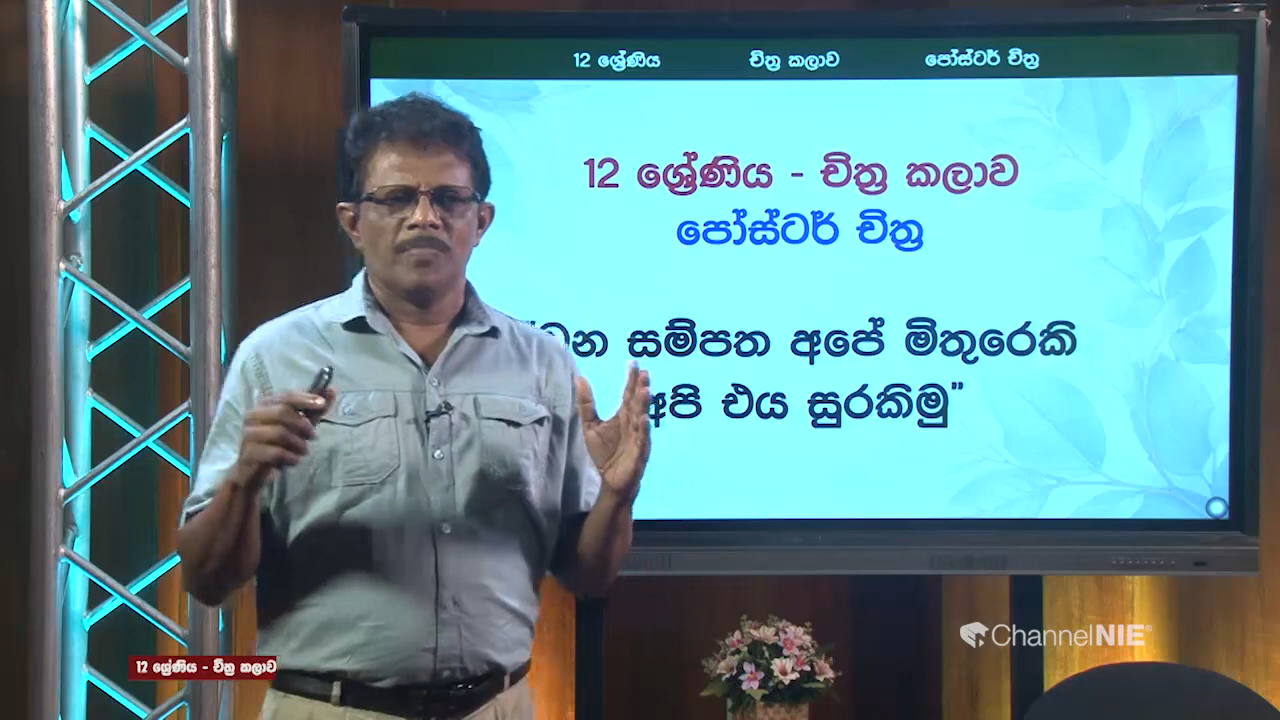 12 ශ්‍රේණිය චිත්‍ර කලාව පෝස්ටර් චිත්‍ර
12 ශ්‍රේණිය - චිත්‍ර කලාව
පෝස්ටර් චිත්‍ර
සම්පත අපේ මිතුරෙකි
අපි එය සුරකිමු"
ChannelNIE
12 ශ්‍රේණිය - චිත්‍ර කලාව